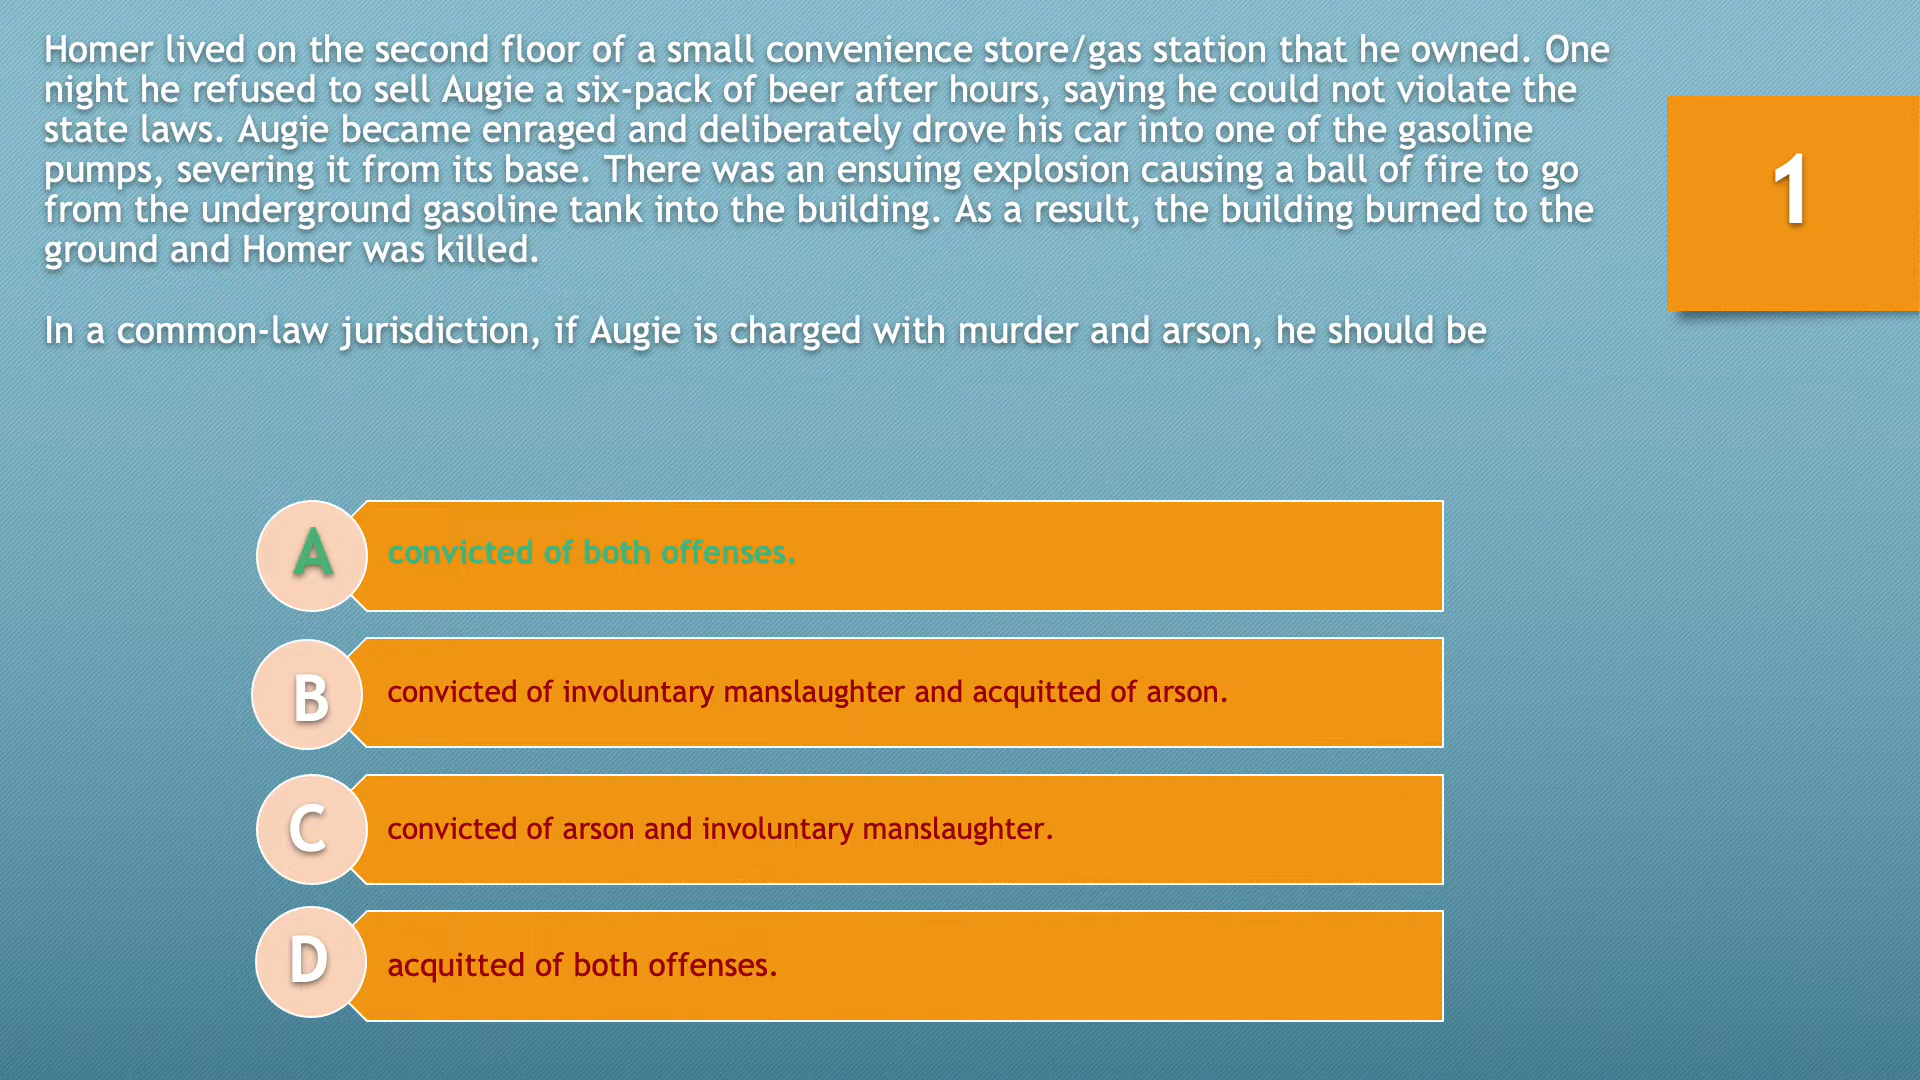 Homer lived on the second floor of a small convenience store/gas station that he owned. One
night he refused to sell Augie a six-pack of beer after hours, saying he could not violate the
state laws. Augie became enraged and deliberately drove his car into one of the gasoline
pumps, severing it from its base. There was an ensuing explosion causing a ball of fire to go
from the underground gasoline tank into the building. As a result, the building burned to the
ground and Homer was killed.
In a common-law jurisdiction, if Augie is charged with murder and arson, he should be
1
A
convicted of both offenses.
B
convicted of involuntary manslaughter and acquitted of arson.
C
convicted of arson and involuntary manslaughter.
D
acquitted of both offenses.